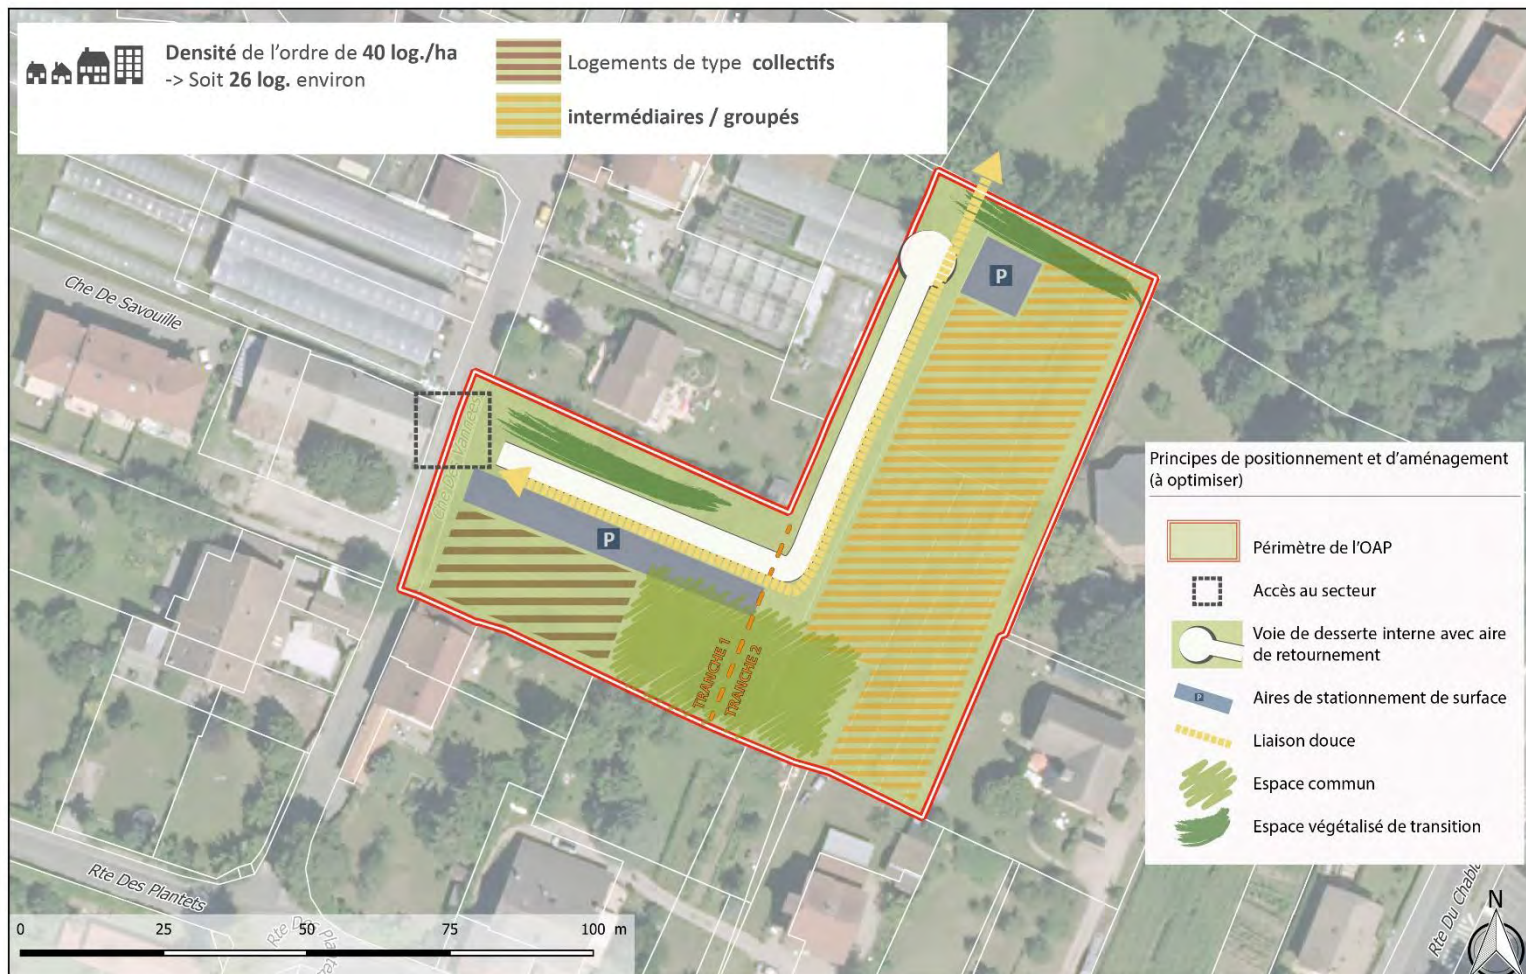 Densité de l'ordre de 40 log./ha
-> Soit 26 log. environ
Logements de type collectifs
intermédiaires / groupés
Che De Savouille
P
P
TRANCHE 1
TRANCHE 2
Principes de positionnement et d'aménagement
(à optimiser)
Périmètre de l'OAP
Accès au secteur
Voie de desserte interne avec aire
de retournement
P
Aires de stationnement de surface
Liaison douce
Espace commun
Espace végétalisé de transition
Rte Des Plantets
Rte Du
N
0 25 50 75 100 m